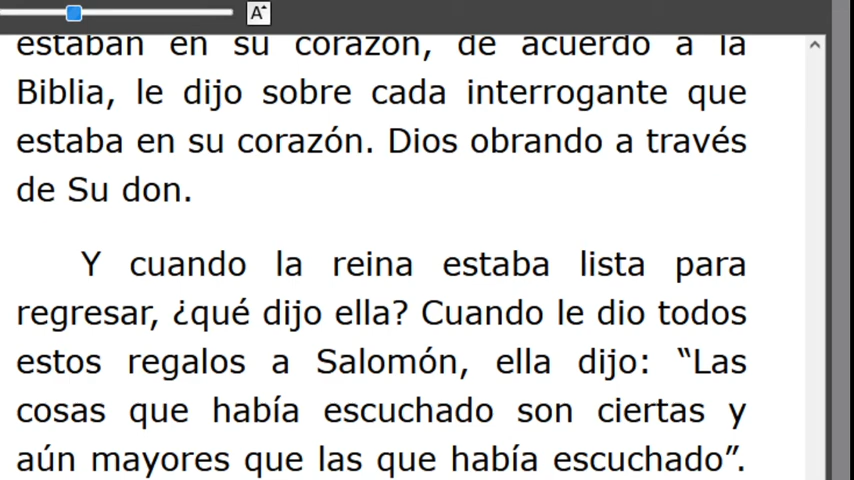 A
estaban en su corazón, de acuerdo a la
Biblia, le dijo sobre cada interrogante que
estaba en su corazón. Dios obrando a través
de Su don.
Y cuando la reina estaba lista para
regresar, ¿qué dijo ella? Cuando le dio todos
estos regalos a Salomón, ella dijo: “Las
cosas que había escuchado son ciertas y
aún mayores que las que había escuchado”.